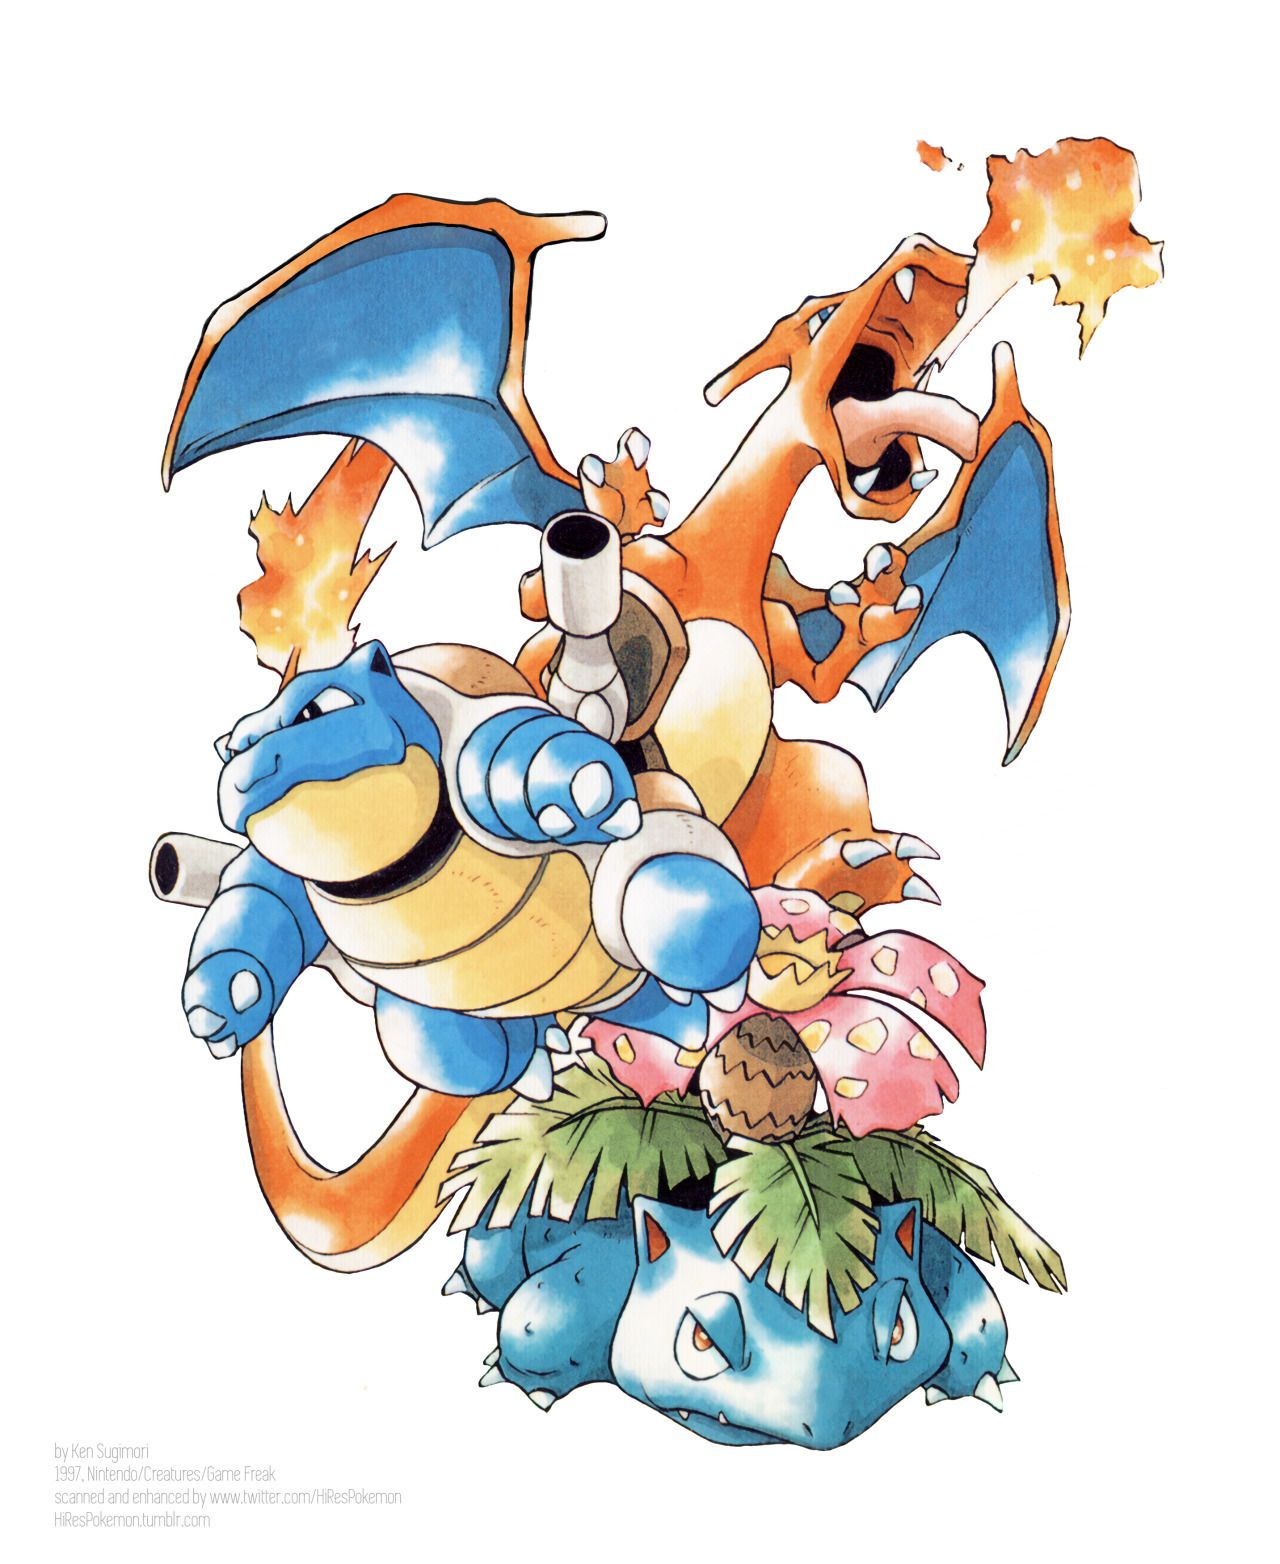 by Ken Sugimori
1997, Nintendo/Creatures/Game Freak
scanned and enhanced by www.twitter.com/HiResPokemon
HiResPokemon.tumblr.com